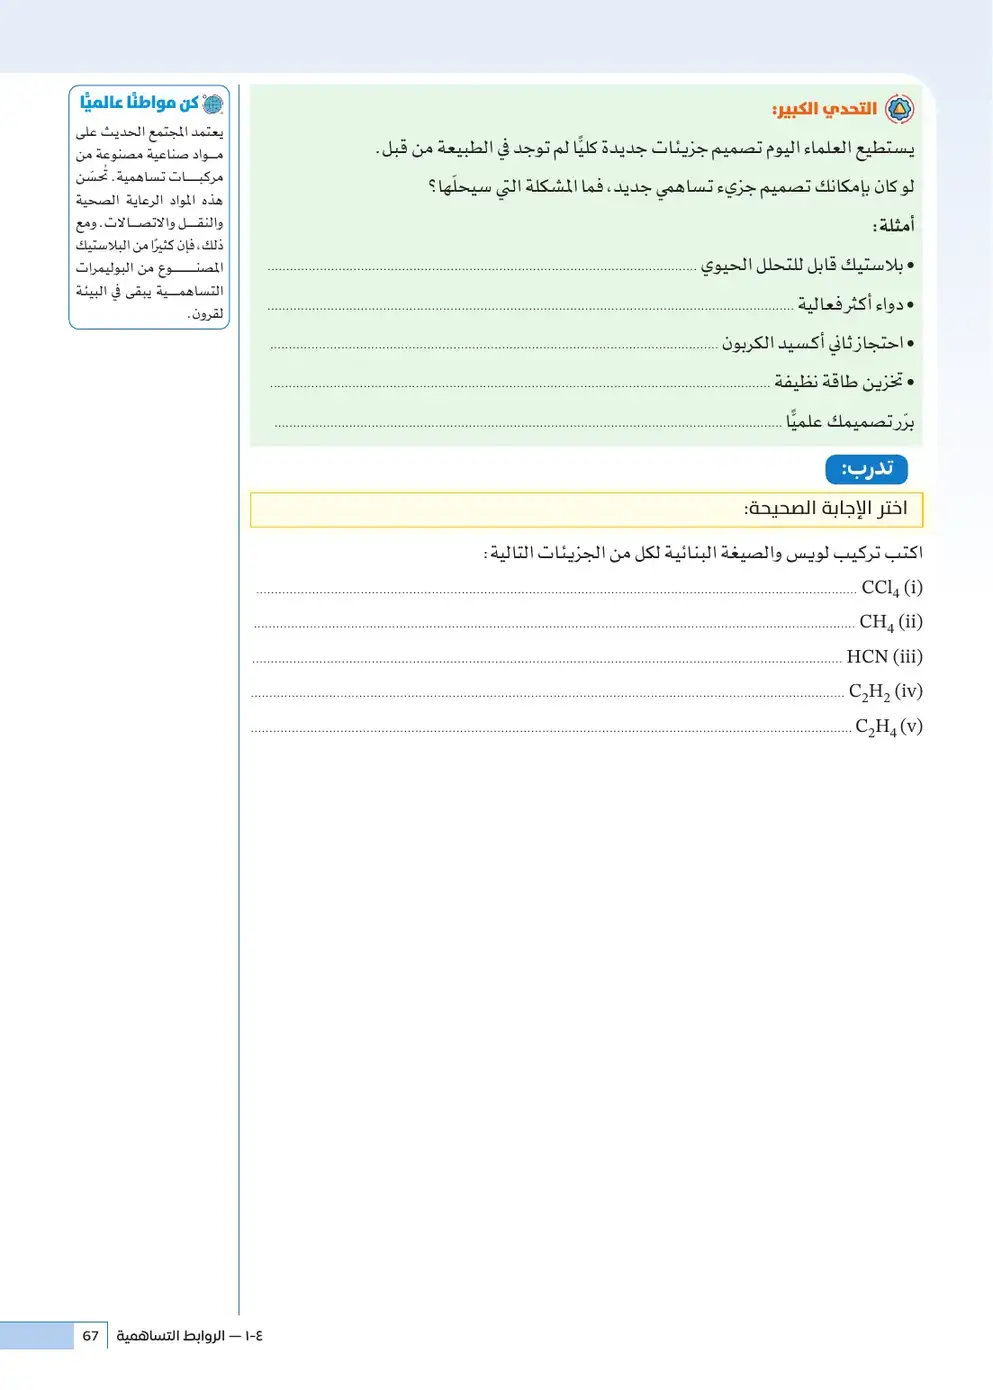 التحدي الكبير:
يستطيع العلماء اليوم تصميم جزيئات جديدة كليًّا لم توجد في الطبيعة من قبل.
لو كان بإمكانك تصميم جزيء تساهمي جديد، فما المشكلة التي سيحلّها؟
أمثلة:
• بلاستيك قابل للتحلل الحيوي ........................................
• دواء أكثر فعالية ........................................
• احتجاز ثاني أكسيد الكربون ........................................
• تخزين طاقة نظيفة ........................................
برّر تصميمك علميًّا ........................................
كن مواطنًا عالميًّا
يعتمد المجتمع الحديث على
مواد صناعية مصنوعة من
مركبات تساهمية. تُحسّن
هذه المواد الرعاية الصحية
والنقل والاتصالات. ومع
ذلك، فإن كثيرًا من البلاستيك
المصنوع من البوليمرات
التساهمية يبقى في البيئة
لقرون.
تدرب:
اختر الإجابة الصحيحة:
اكتب تركيب لويس والصيغة البنائية لكل من الجزيئات التالية:
CCl₄ (i) ........................................
CH₄ (ii) ........................................
HCN (iii) ........................................
C₂H₂ (iv) ........................................
C₂H₄ (v) ........................................
٤-١ — الروابط التساهمية 67